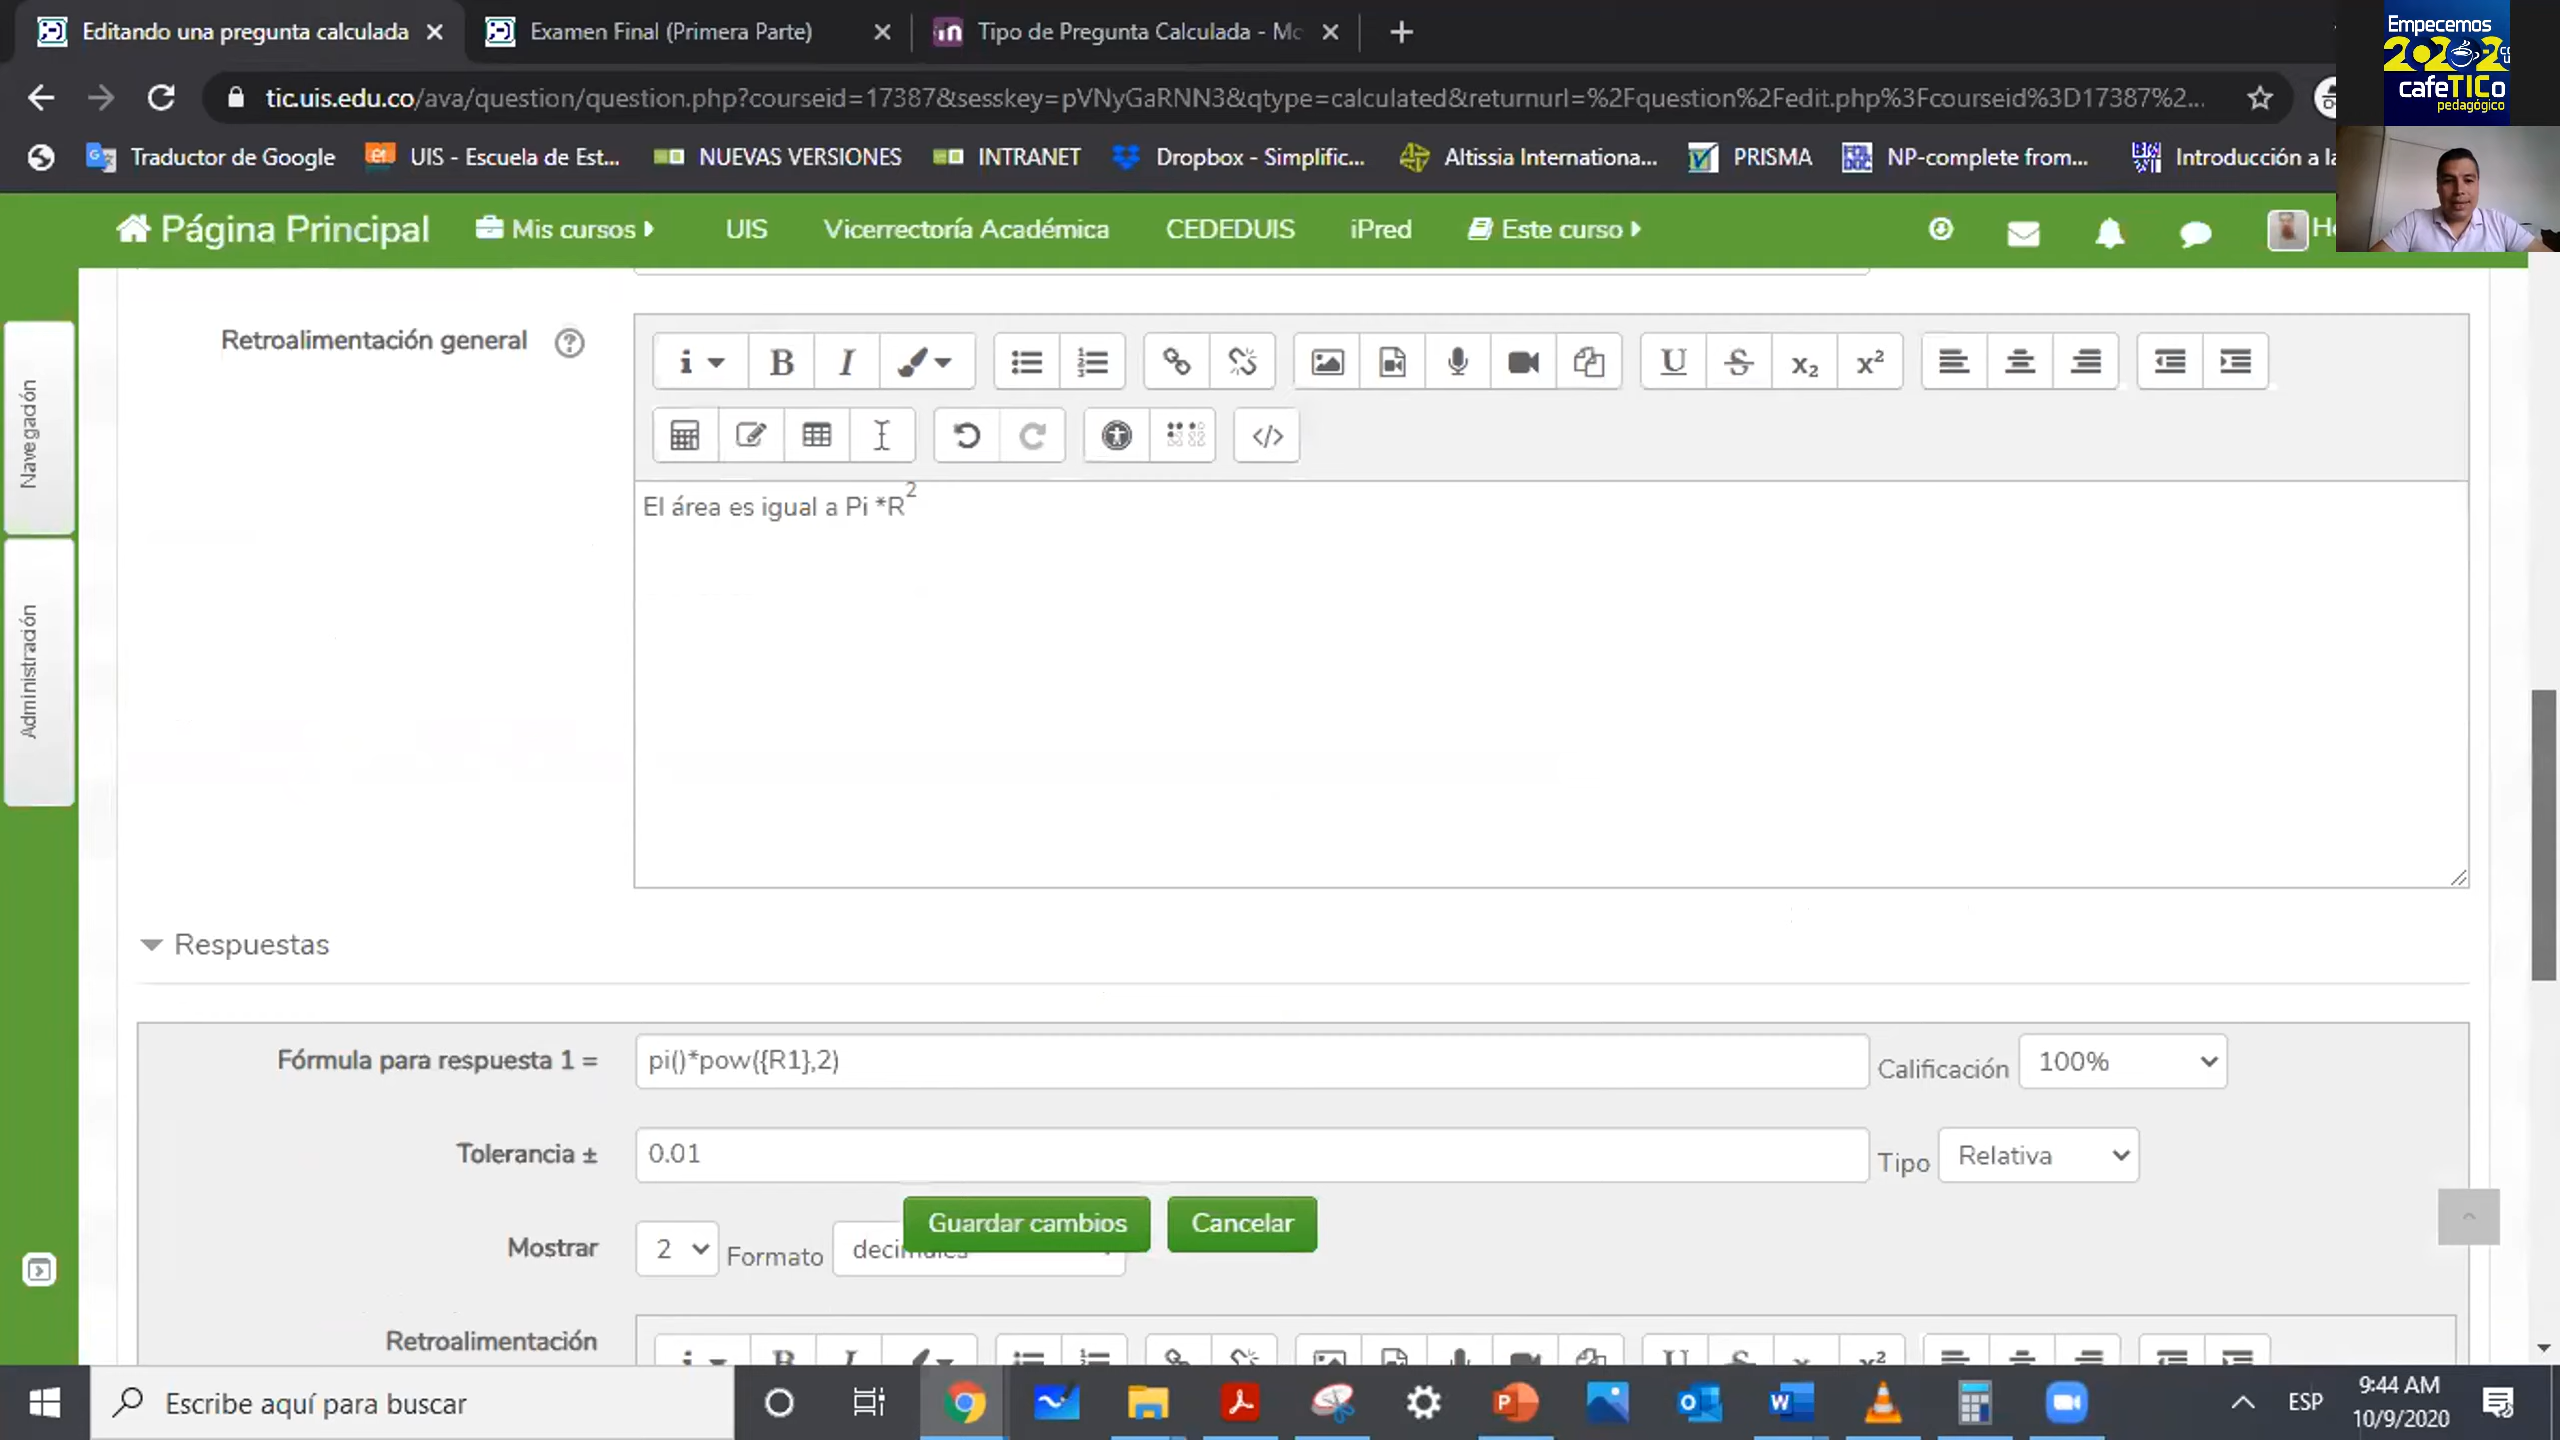 Editando una pregunta calculada
Examen Final (Primera Parte)
Tipo de Pregunta Calculada - Mo
Empecemos
2020-2
cafeTICo
pedagógico
tic.uis.edu.co/ava/question/question.php?courseid=17387&sesskey=pVNyGaRNN3&qtype=calculated&returnurl=%2Fquestion%2Fedit.php%3Fcourseid%3D17387%2...
Traductor de Google
UIS - Escuela de Est...
NUEVAS VERSIONES
INTRANET
Dropbox - Simplific...
Altissia Internationa...
PRISMA
NP-complete from...
Introducción a la
Página Principal
Mis cursos
UIS
Vicerrectoría Académica
CEDEDUIS
iPred
Este curso
Navegación
Administración
Retroalimentación general
El área es igual a Pi *R2
Respuestas
Fórmula para respuesta 1 =
pi()*pow({R1},2)
Calificación
100%
Tolerancia ±
0.01
Tipo
Relativa
Guardar cambios
Cancelar
Mostrar
2
Formato
decimales
Retroalimentación
Escribe aquí para buscar
ESP
9:44 AM
10/9/2020